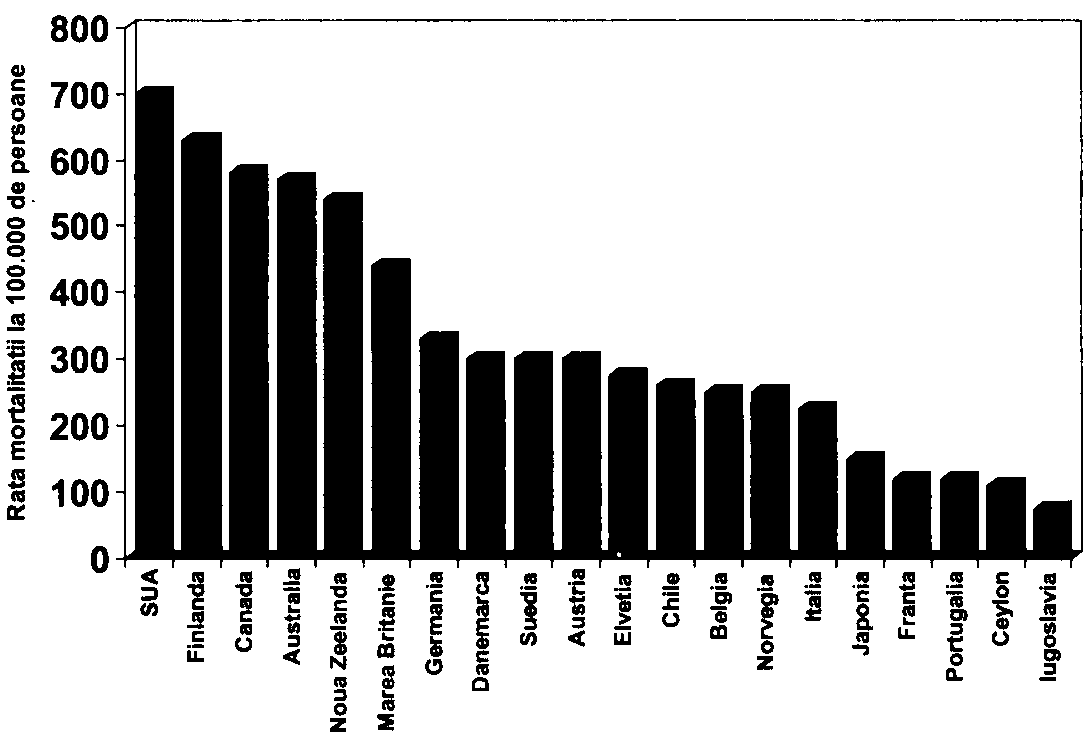 Rata mortalitatii la 100.000 de persoane
800
700
600
500
400
300
200
100
0
SUA
Finlanda
Canada
Australia
Noua Zeelanda
Marea Britanie
Germania
Danemarca
Suedia
Austria
Elvetia
Chile
Belgia
Norvegia
Italia
Japonia
Franta
Portugalia
Ceylon
Iugoslavia